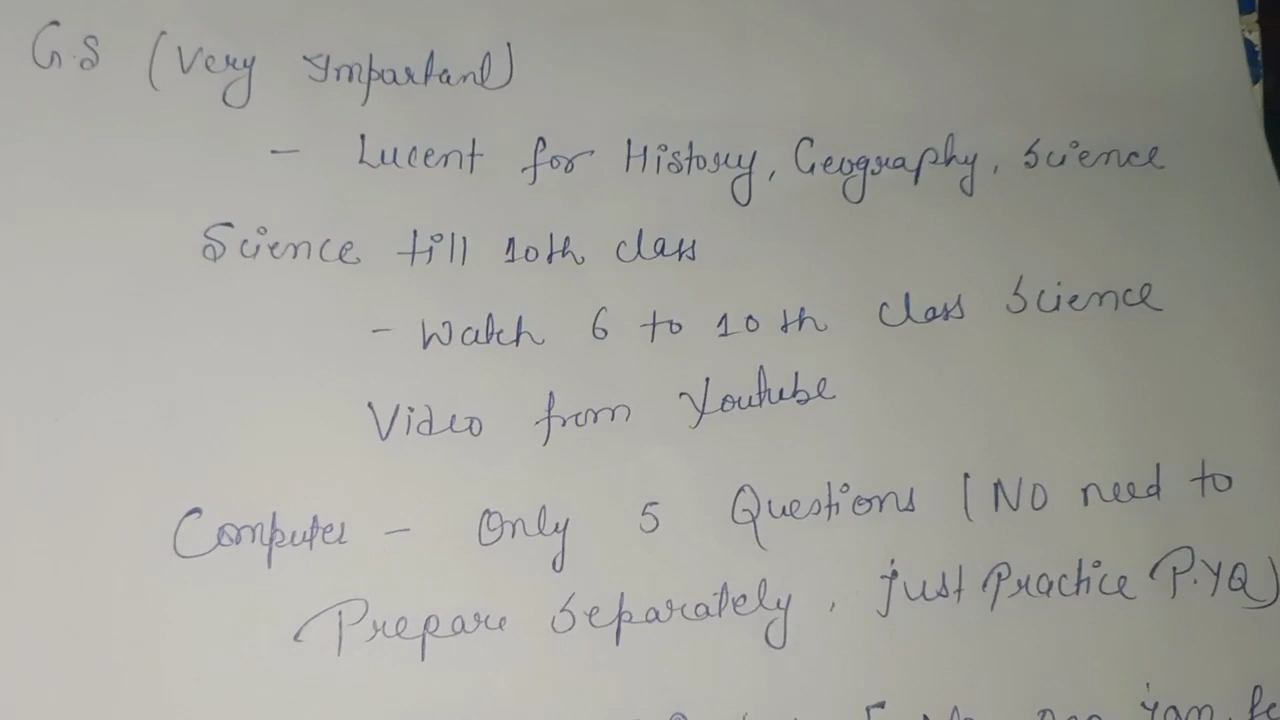 G.S (Very Important)
- Lucent for History, Geography, Science
Science till 10th class
- Watch 6 to 10th class Science
Video from Youtube
Computer - Only 5 Questions (No need to
Prepare Separately, just Practice P.YQ)